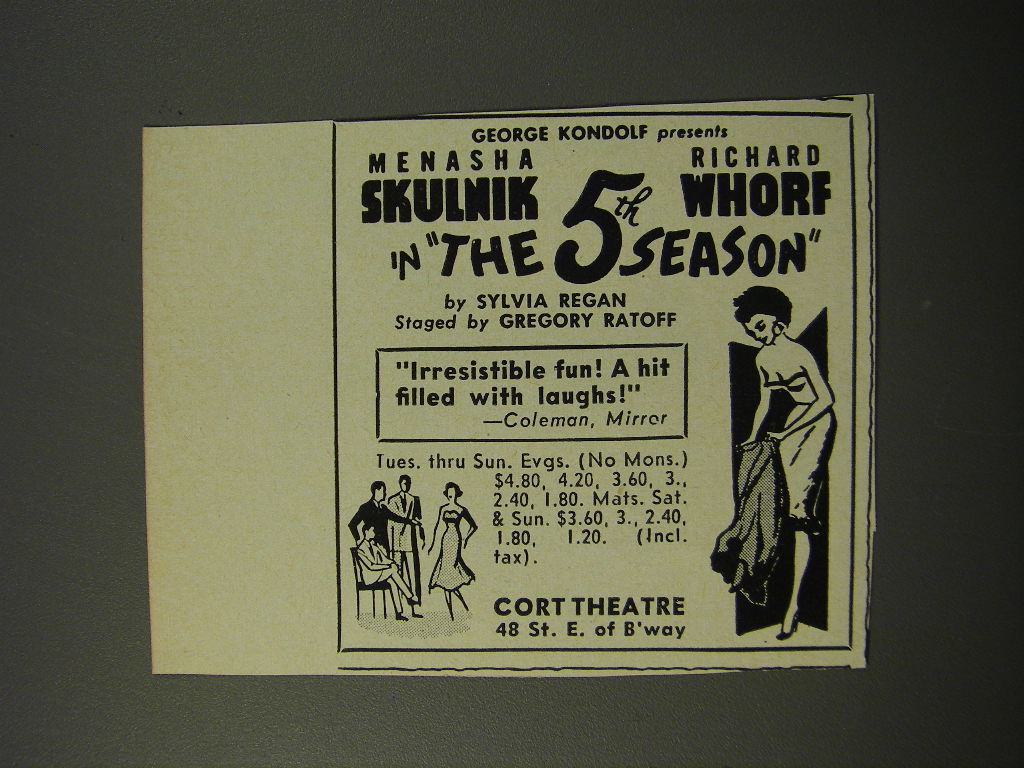 GEORGE KONDOLF presents
MENASHA RICHARD
SKULNIK WHORF
IN "THE 5th SEASON"
by SYLVIA REGAN
Staged by GREGORY RATOFF
"Irresistible fun! A hit
filled with laughs!"
—Coleman, Mirror
Tues. thru Sun. Evgs. (No Mons.)
$4.80, 4.20, 3.60, 3.,
2.40, 1.80. Mats. Sat.
& Sun. $3.60, 3., 2.40,
1.80, 1.20. (Incl.
tax).
CORT THEATRE
48 St. E. of B'way